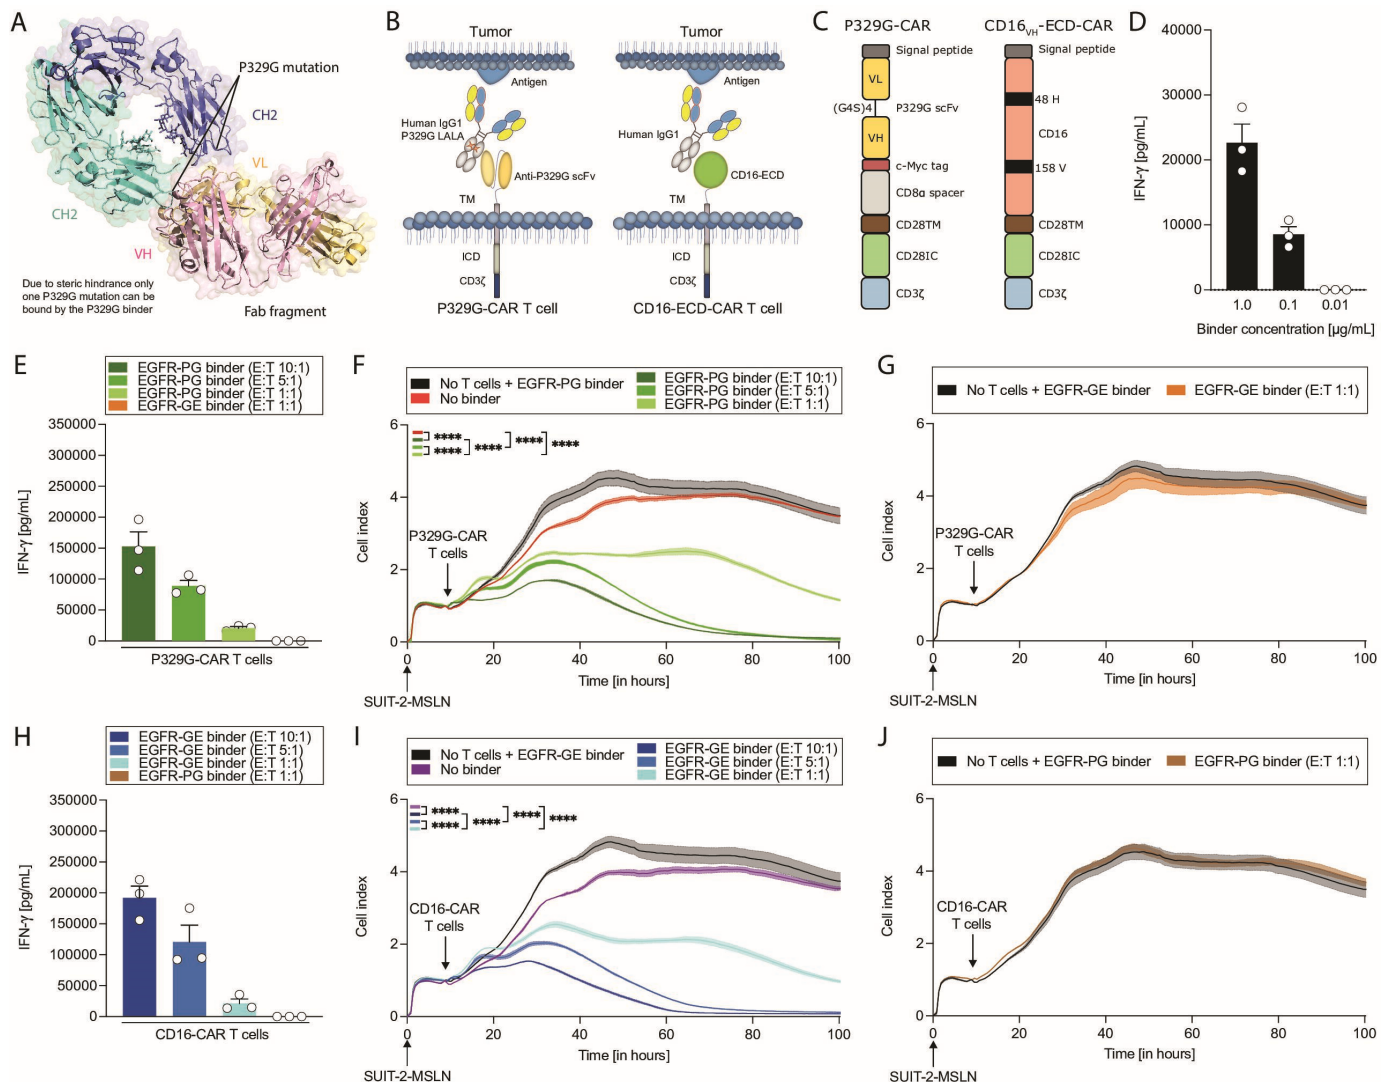 A
P329G mutation
CH2
VL
CH2
VH
Due to steric hindrance only
one P329G mutation can be
bound by the P329G binder
Fab fragment
B
Tumor
Antigen
Human IgG1
P329G LALA
Anti-P329G scFv
TM
ICD
CD3ζ
P329G-CAR T cell
Tumor
Antigen
Human IgG1
CD16-ECD
TM
ICD
CD3ζ
CD16-ECD-CAR T cell
C
P329G-CAR
Signal peptide
VL
(G4S)4
P329G scFv
VH
c-Myc tag
CD8α spacer
CD28TM
CD28IC
CD3ζ
CD16VH-ECD-CAR
Signal peptide
48 H
CD16
158 V
CD28TM
CD28IC
CD3ζ
D
IFN-γ [pg/mL]
40000
30000
20000
10000
0
1.0 0.1 0.01
Binder concentration [µg/mL]
E
EGFR-PG binder (E:T 10:1)
EGFR-PG binder (E:T 5:1)
EGFR-PG binder (E:T 1:1)
EGFR-GE binder (E:T 1:1)
IFN-γ [pg/mL]
350000
300000
250000
200000
150000
100000
50000
0
P329G-CAR T cells
F
No T cells + EGFR-PG binder
No binder
EGFR-PG binder (E:T 10:1)
EGFR-PG binder (E:T 5:1)
EGFR-PG binder (E:T 1:1)
**** **** **** ****
****
Cell index
6
4
2
0
P329G-CAR
T cells
0 20 40 60 80 100
Time [in hours]
SUIT-2-MSLN
G
No T cells + EGFR-GE binder
EGFR-GE binder (E:T 1:1)
Cell index
6
4
2
0
P329G-CAR
T cells
0 20 40 60 80 100
Time [in hours]
SUIT-2-MSLN
H
EGFR-GE binder (E:T 10:1)
EGFR-GE binder (E:T 5:1)
EGFR-GE binder (E:T 1:1)
EGFR-PG binder (E:T 1:1)
IFN-γ [pg/mL]
350000
300000
250000
200000
150000
100000
50000
0
CD16-CAR T cells
I
No T cells + EGFR-GE binder
No binder
EGFR-GE binder (E:T 10:1)
EGFR-GE binder (E:T 5:1)
EGFR-GE binder (E:T 1:1)
**** **** **** ****
****
Cell index
6
4
2
0
CD16-CAR
T cells
0 20 40 60 80 100
Time [in hours]
SUIT-2-MSLN
J
No T cells + EGFR-PG binder
EGFR-PG binder (E:T 1:1)
Cell index
6
4
2
0
CD16-CAR
T cells
0 20 40 60 80 100
Time [in hours]
SUIT-2-MSLN